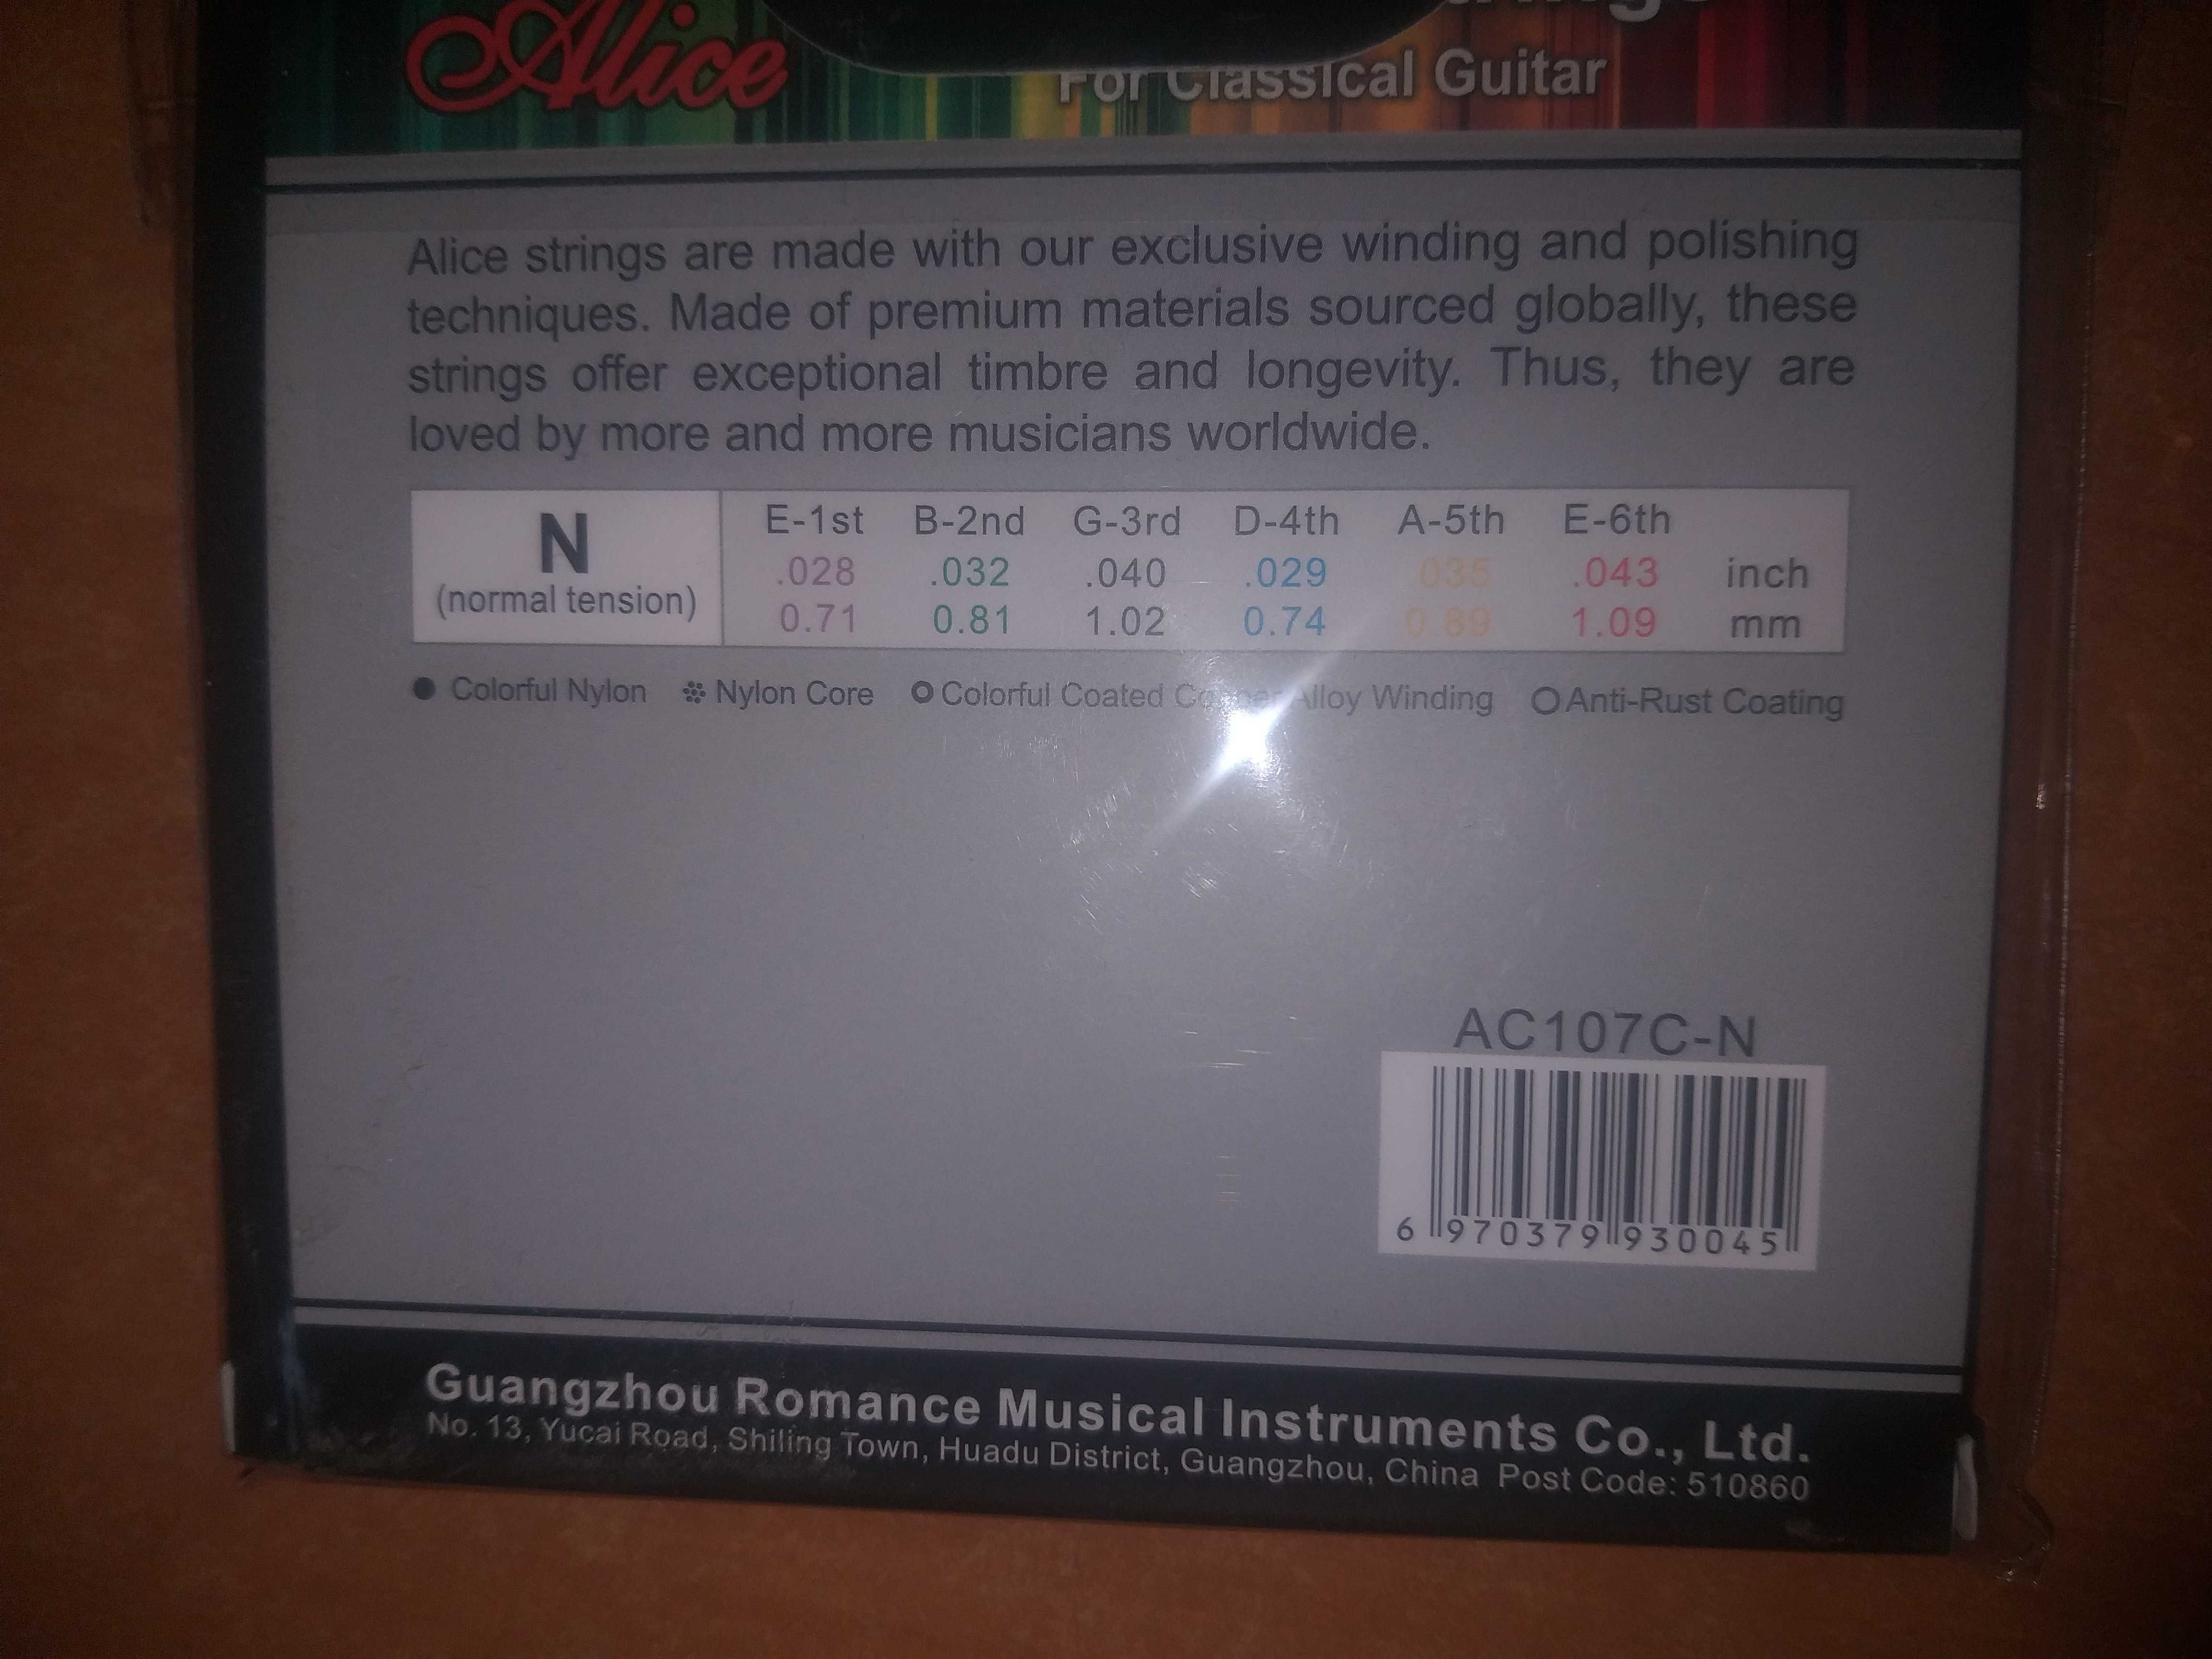 Alice
For Classical Guitar
Alice strings are made with our exclusive winding and polishing
techniques. Made of premium materials sourced globally, these
strings offer exceptional timbre and longevity. Thus, they are
loved by more and more musicians worldwide.
N
(normal tension)
E-1st B-2nd G-3rd D-4th A-5th E-6th
.028 .032 .040 .029 .035 .043 inch
0.71 0.81 1.02 0.74 0.89 1.09 mm
Colorful Nylon Nylon Core Colorful Coated Alloy Winding Anti-Rust Coating
AC107C-N
6 970379 930045
Guangzhou Romance Musical Instruments Co., Ltd.
No. 13, Yucai Road, Shiling Town, Huadu District, Guangzhou, China Post Code: 510860